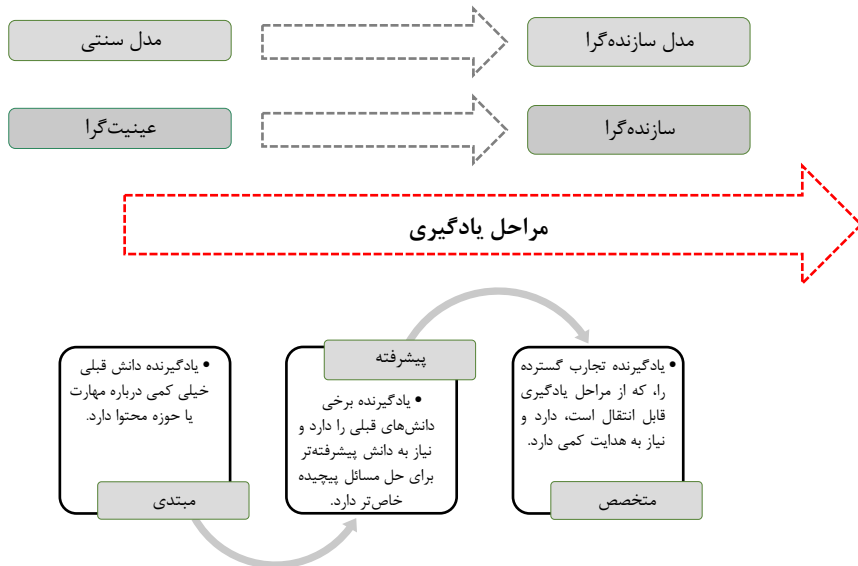 مدل سنتی
مدل سازنده‌گرا
عینیت‌گرا
سازنده‌گرا
مراحل یادگیری
• یادگیرنده دانش قبلی
خیلی کمی درباره مهارت
یا حوزه محتوا دارد.
مبتدی
پیشرفته
• یادگیرنده برخی
دانش‌های قبلی را دارد و
نیاز به دانش پیشرفته‌تر
برای حل مسائل پیچیده
خاص‌تر دارد.
• یادگیرنده تجارب گسترده
را، که از مراحل یادگیری
قابل انتقال است، دارد و
نیاز به هدایت کمی دارد.
متخصص